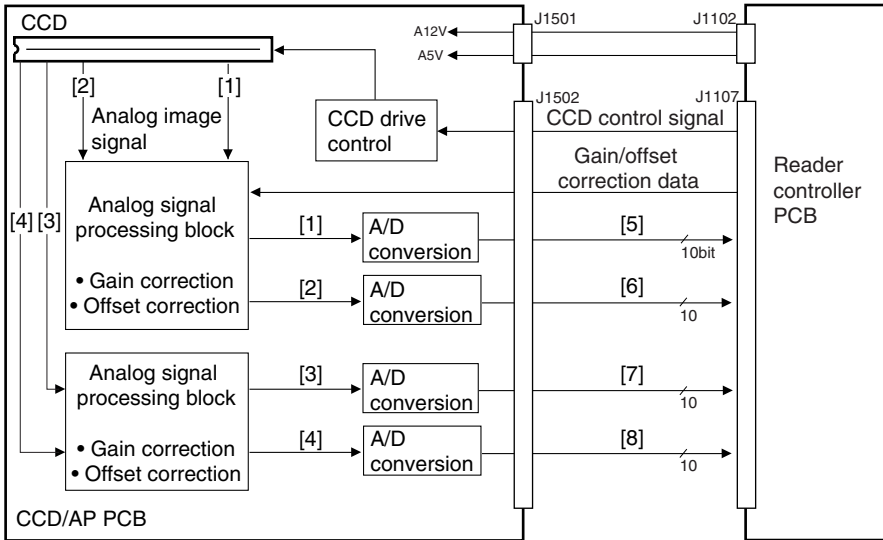 CCD
A12V
J1501
J1102
A5V
[2]
[1]
Analog image
signal
CCD drive
control
J1502
J1107
CCD control signal
Gain/offset
correction data
Reader
controller
PCB
[4]
[3]
Analog signal
processing block
• Gain correction
• Offset correction
[1]
A/D
conversion
[5]
10bit
[2]
A/D
conversion
[6]
10
Analog signal
processing block
• Gain correction
• Offset correction
[3]
A/D
conversion
[7]
10
[4]
A/D
conversion
[8]
10
CCD/AP PCB